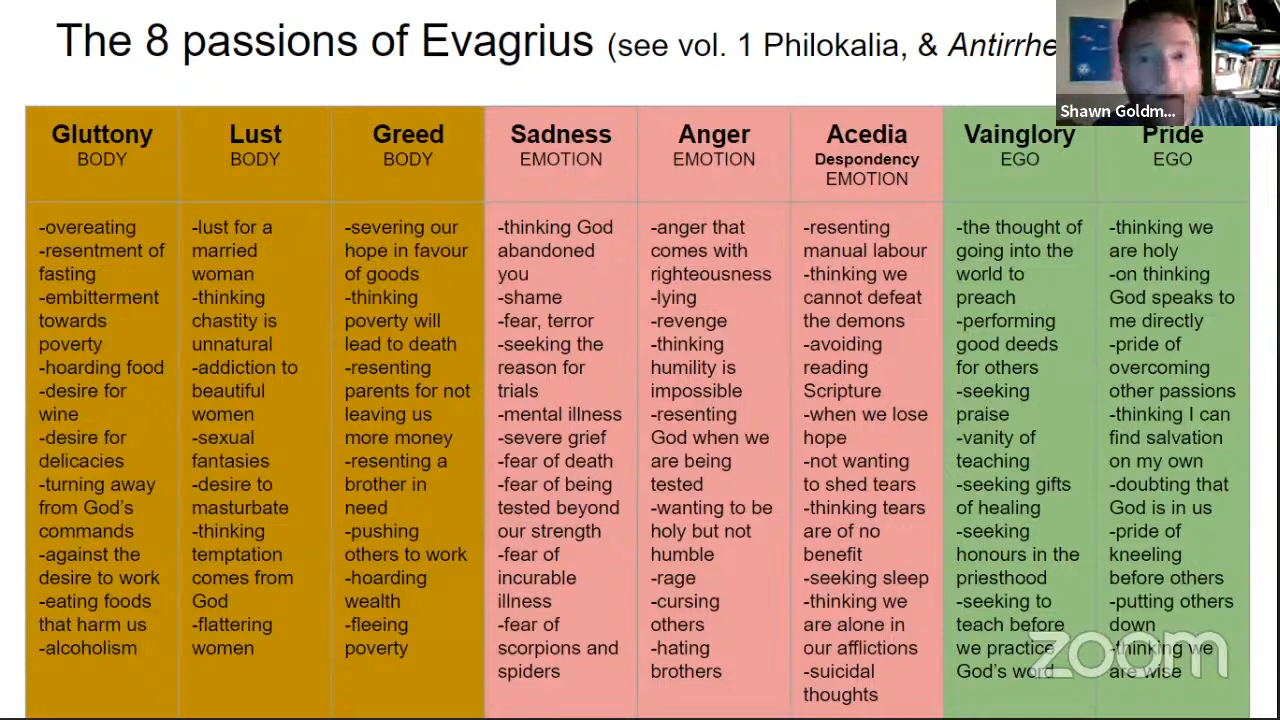 The 8 passions of Evagrius (see vol. 1 Philokalia, & Antirrhe
Shawn Goldm...
Gluttony
BODY
-overeating
-resentment of
fasting
-embitterment
towards
poverty
-hoarding food
-desire for
wine
-desire for
delicacies
-turning away
from God's
commands
-against the
desire to work
-eating foods
that harm us
-alcoholism
Lust
BODY
-lust for a
married
woman
-thinking
chastity is
unnatural
-addiction to
beautiful
women
-sexual
fantasies
-desire to
masturbate
-thinking
temptation
comes from
God
-flattering
women
Greed
BODY
-severing our
hope in favour
of goods
-thinking
poverty will
lead to death
-resenting
parents for not
leaving us
more money
-resenting a
brother in
need
-pushing
others to work
-hoarding
wealth
-fleeing
poverty
Sadness
EMOTION
-thinking God
abandoned
you
-shame
-fear, terror
-seeking the
reason for
trials
-mental illness
-severe grief
-fear of death
-fear of being
tested beyond
our strength
-fear of
incurable
illness
-fear of
scorpions and
spiders
Anger
EMOTION
-anger that
comes with
righteousness
-lying
-revenge
-thinking
humility is
impossible
-resenting
God when we
are being
tested
-wanting to be
holy but not
humble
-rage
-cursing
others
-hating
brothers
Acedia
Despondency
EMOTION
-resenting
manual labour
-thinking we
cannot defeat
the demons
-avoiding
reading
Scripture
-when we lose
hope
-not wanting
to shed tears
-thinking tears
are of no
benefit
-seeking sleep
-thinking we
are alone in
our afflictions
-suicidal
thoughts
Vainglory
EGO
-the thought of
going into the
world to
preach
-performing
good deeds
for others
-seeking
praise
-vanity of
teaching
-seeking gifts
of healing
-seeking
honours in the
priesthood
-seeking to
teach before
we practice
God's word
Pride
EGO
-thinking we
are holy
-on thinking
God speaks to
me directly
-pride of
overcoming
other passions
-thinking I can
find salvation
on my own
-doubting that
God is in us
-pride of
kneeling
before others
-putting others
down
-thinking we
are wise
zoom